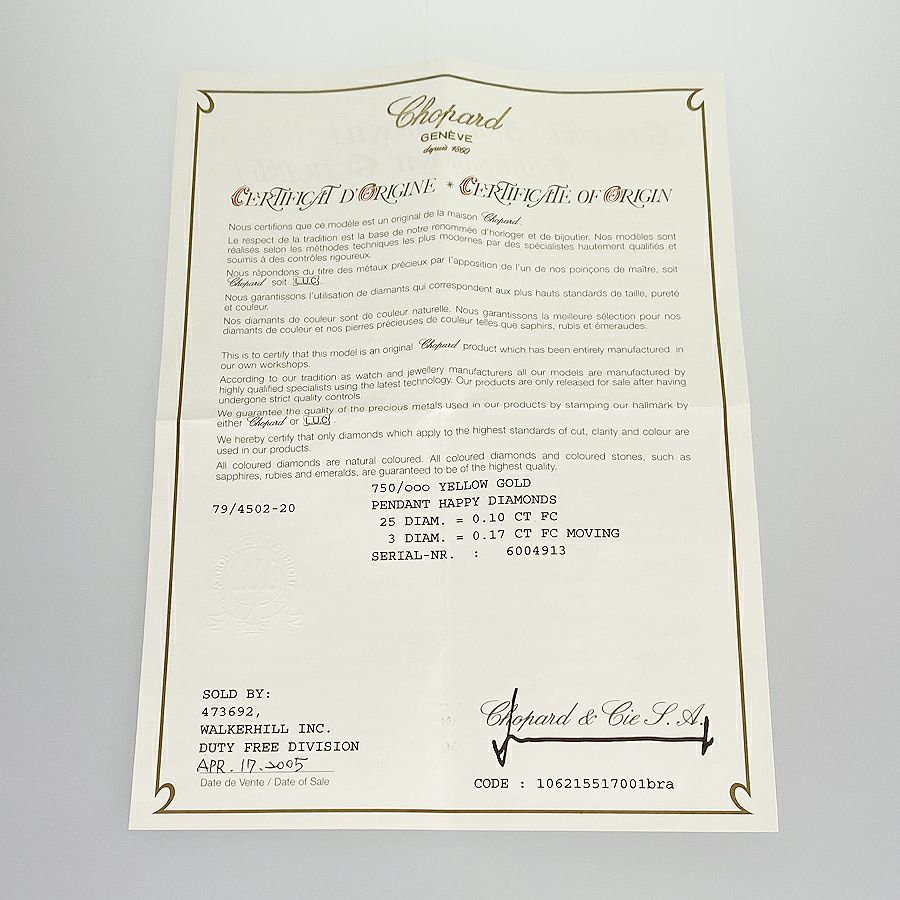 Chopard
GENÈVE
depuis 1860
CERTIFICAT D'ORIGINE * CERTIFICATE OF ORIGIN
Nous certifions que ce modèle est un original de la maison Chopard.
Le respect de la tradition est la base de notre renommée d'horloger et de bijoutier. Nos modèles sont
réalisés selon les méthodes techniques les plus modernes par des spécialistes hautement qualifiés et
soumis à des contrôles rigoureux.
Nous répondons du titre des métaux précieux par l'apposition de l'un de nos poinçons de maître, soit
Chopard soit L.U.C.
Nous garantissons l'utilisation de diamants qui correspondent aux plus hauts standards de taille, pureté
et couleur.
Nos diamants de couleur sont de couleur naturelle. Nous garantissons la meilleure sélection pour nos
diamants de couleur et nos pierres précieuses de couleur telles que saphirs, rubis et émeraudes.
This is to certify that this model is an original Chopard product which has been entirely manufactured in
our own workshops.
According to our tradition as watch and jewellery manufacturers all our models are manufactured by
highly qualified specialists using the latest technology. Our products are only released for sale after having
undergone strict quality controls.
We guarantee the quality of the precious metals used in our products by stamping our hallmark by
either Chopard or L.U.C.
We hereby certify that only diamonds which apply to the highest standards of cut, clarity and colour are
used in our products.
All coloured diamonds are natural coloured. All coloured diamonds and coloured stones, such as
sapphires, rubies and emeralds, are guaranteed to be of the highest quality.
750/ooo YELLOW GOLD
79/4502-20 PENDANT HAPPY DIAMONDS
25 DIAM. = 0.10 CT FC
3 DIAM. = 0.17 CT FC MOVING
SERIAL-NR. : 6004913
SOLD BY:
473692,
WALKERHILL INC.
DUTY FREE DIVISION
APR. 17. 2005
Date de Vente / Date of Sale
Chopard & Cie S.A.
CODE : 106215517001bra